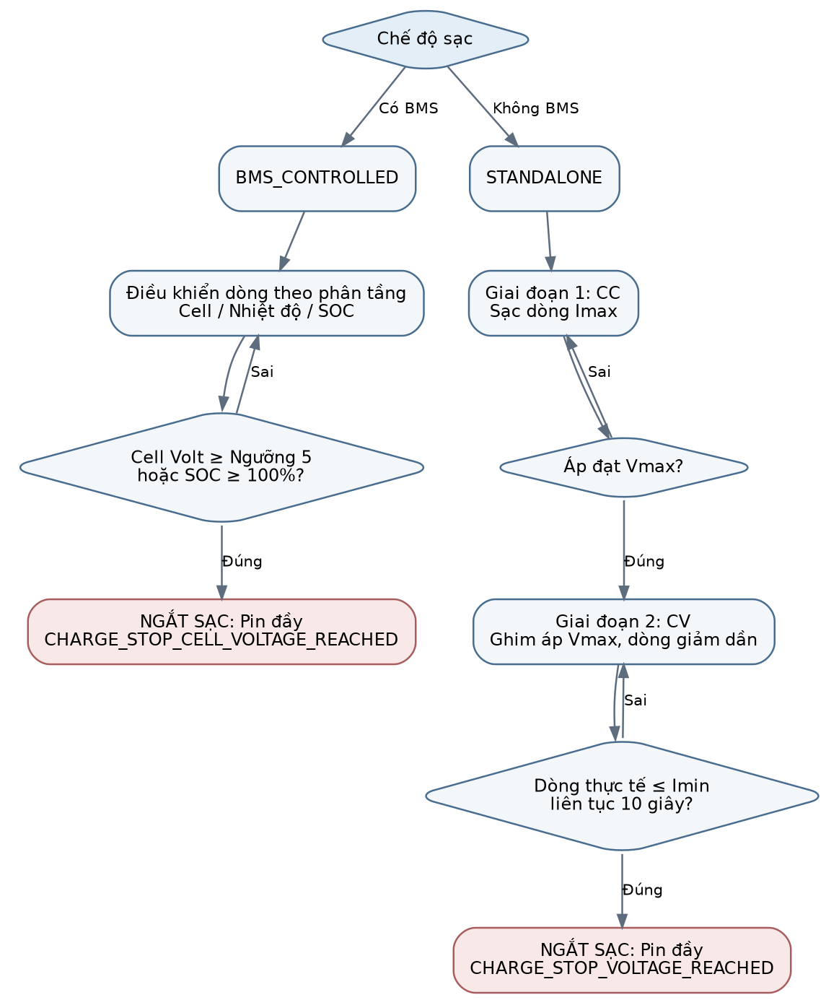 Chế độ sạc
Có BMS
Không BMS
BMS_CONTROLLED
STANDALONE
Điều khiển dòng theo phân tầng
Cell / Nhiệt độ / SOC
Giai đoạn 1: CC
Sạc dòng Imax
Sai
Sai
Cell Volt ≥ Ngưỡng 5
hoặc SOC ≥ 100%?
Áp đạt Vmax?
Đúng
Đúng
NGẮT SẠC: Pin đầy
CHARGE_STOP_CELL_VOLTAGE_REACHED
Giai đoạn 2: CV
Ghim áp Vmax, dòng giảm dần
Sai
Dòng thực tế ≤ Imin
liên tục 10 giây?
Đúng
NGẮT SẠC: Pin đầy
CHARGE_STOP_VOLTAGE_REACHED